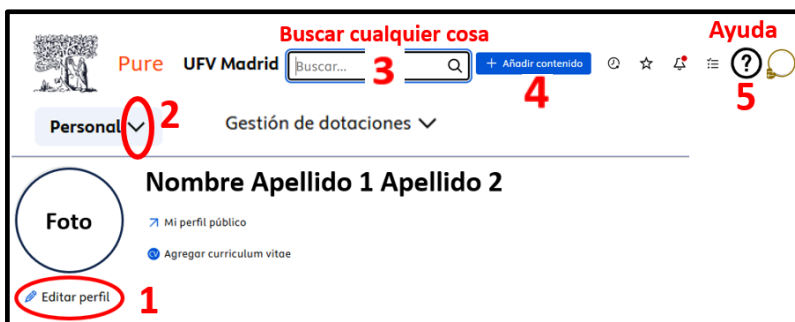 Buscar cualquier cosa
Ayuda
Pure UFV Madrid Buscar... 3 + Añadir contenido ?
4
5
Personal 2 Gestión de dotaciones
Nombre Apellido 1 Apellido 2
Foto
Mi perfil público
CV Agregar curriculum vitae
Editar perfil 1